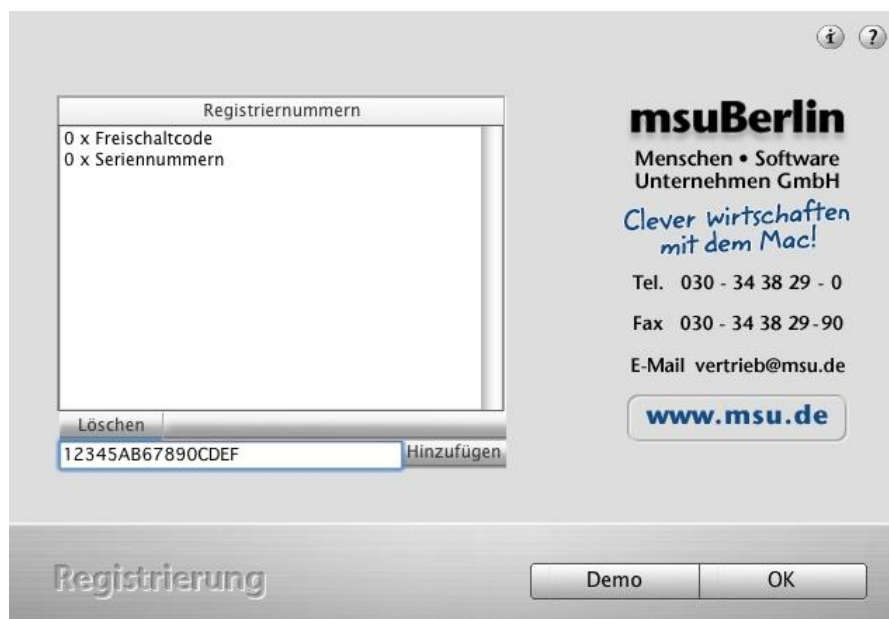 i ?
Registriernummern
0 x Freischaltcode
0 x Seriennummern
Löschen
12345AB67890CDEF Hinzufügen
msuBerlin
Menschen • Software
Unternehmen GmbH
Clever wirtschaften
mit dem Mac!
Tel. 030 - 34 38 29 - 0
Fax 030 - 34 38 29 - 90
E-Mail vertrieb@msu.de
www.msu.de
Registrierung
Demo OK